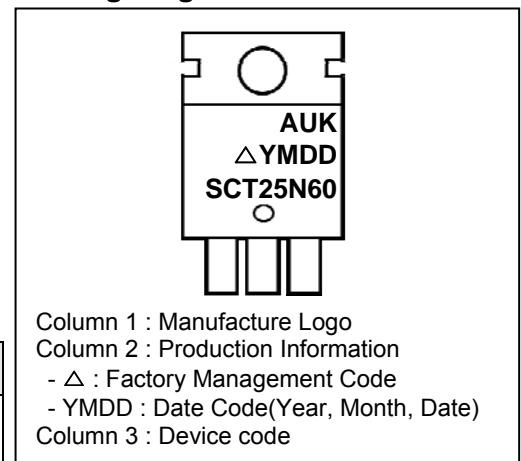 AUK
△YMDD
SCT25N60
Column 1 : Manufacture Logo
Column 2 : Production Information
- △ : Factory Management Code
- YMDD : Date Code(Year, Month, Date)
Column 3 : Device code